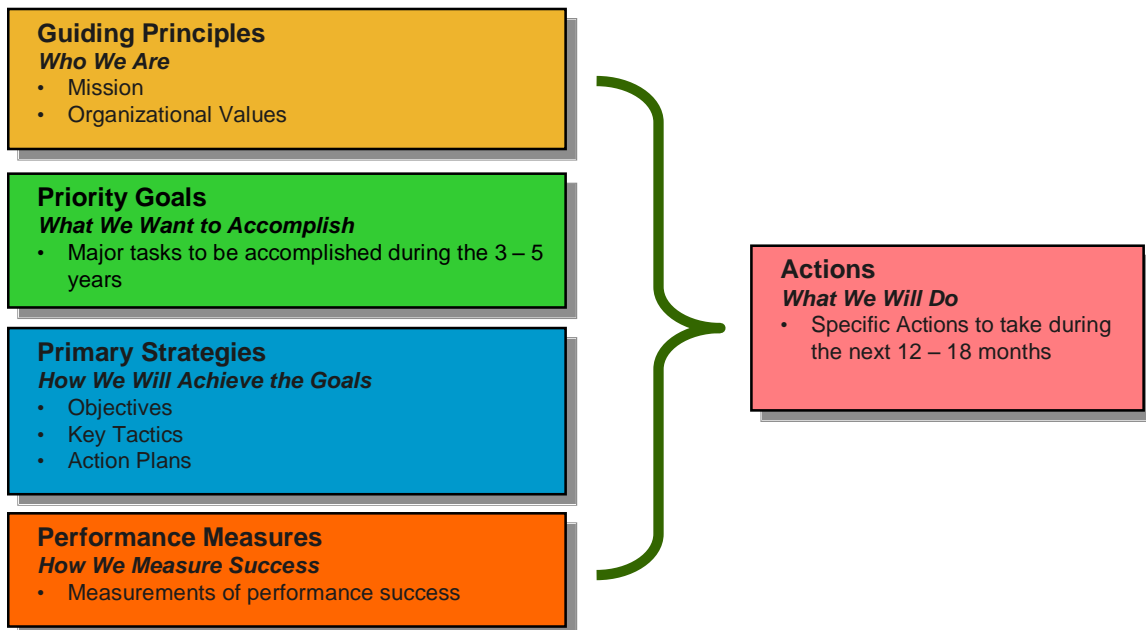 Guiding Principles
Who We Are
• Mission
• Organizational Values
Priority Goals
What We Want to Accomplish
• Major tasks to be accomplished during the 3 – 5
years
Primary Strategies
How We Will Achieve the Goals
• Objectives
• Key Tactics
• Action Plans
Performance Measures
How We Measure Success
• Measurements of performance success
Actions
What We Will Do
• Specific Actions to take during
the next 12 – 18 months